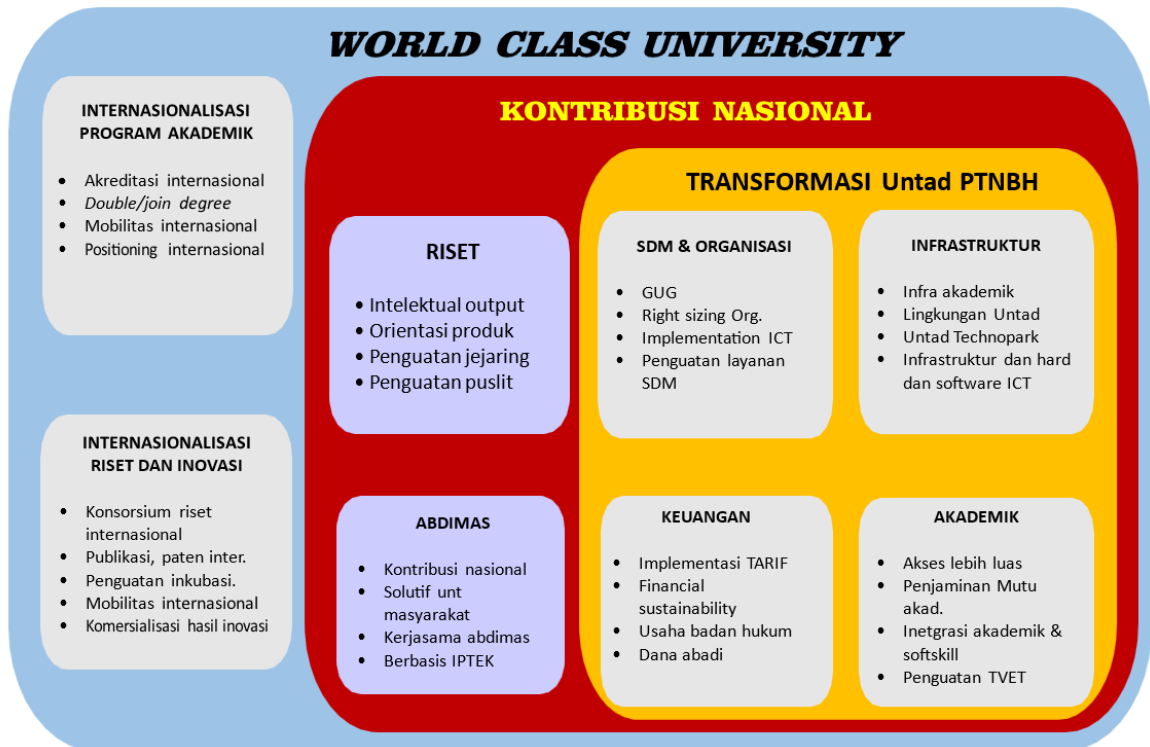 WORLD CLASS UNIVERSITY
INTERNASIONALISASI
PROGRAM AKADEMIK
• Akreditasi internasional
• Double/join degree
• Mobilitas internasional
• Positioning internasional
INTERNASIONALISASI
RISET DAN INOVASI
• Konsorsium riset
internasional
• Publikasi, paten inter.
• Penguatan inkubasi.
• Mobilitas internasional
• Komersialisasi hasil inovasi
KONTRIBUSI NASIONAL
RISET
• Intelektual output
• Orientasi produk
• Penguatan jejaring
• Penguatan puslit
ABDIMAS
• Kontribusi nasional
• Solutif unt
masyarakat
• Kerjasama abdimas
• Berbasis IPTEK
TRANSFORMASI Untad PTNBH
SDM & ORGANISASI
• GUG
• Right sizing Org.
• Implementation ICT
• Penguatan layanan
SDM
INFRASTRUKTUR
• Infra akademik
• Lingkungan Untad
• Untad Technopark
• Infrastruktur dan hard
dan software ICT
KEUANGAN
• Implementasi TARIF
• Financial
sustainability
• Usaha badan hukum
• Dana abadi
AKADEMIK
• Akses lebih luas
• Penjaminan Mutu
akad.
• Inetgrasi akademik &
softskill
• Penguatan TVET